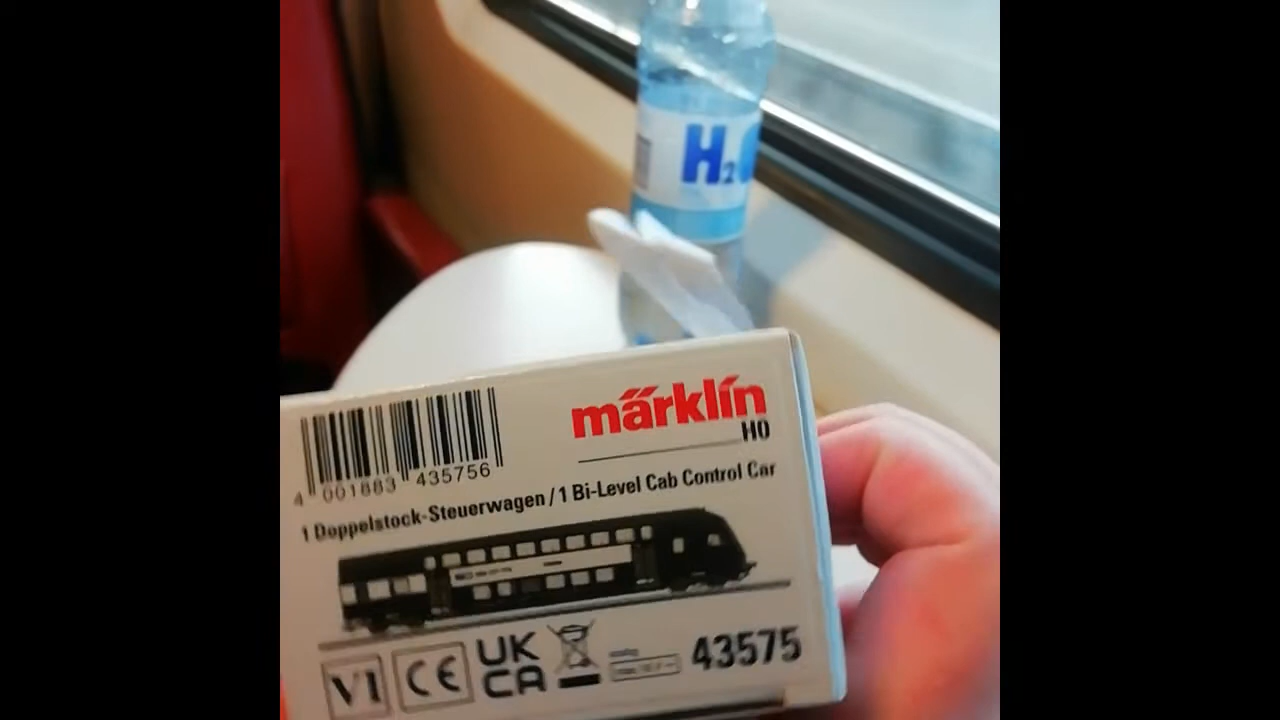 H2
märklin
H0
4 001883 435756
1 Doppelstock-Steuerwagen / 1 Bi-Level Cab Control Car
VI CE UK
CA
43575